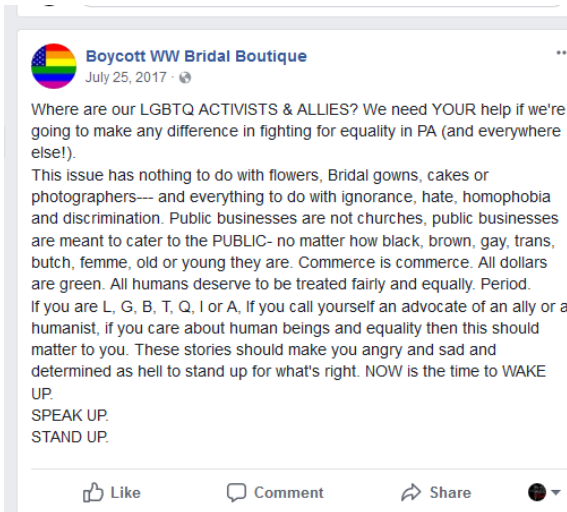 Boycott WW Bridal Boutique
July 25, 2017
Where are our LGBTQ ACTIVISTS & ALLIES? We need YOUR help if we're
going to make any difference in fighting for equality in PA (and everywhere
else!).
This issue has nothing to do with flowers, Bridal gowns, cakes or
photographers--- and everything to do with ignorance, hate, homophobia
and discrimination. Public businesses are not churches, public businesses
are meant to cater to the PUBLIC- no matter how black, brown, gay, trans,
butch, femme, old or young they are. Commerce is commerce. All dollars
are green. All humans deserve to be treated fairly and equally. Period.
If you are L, G, B, T, Q, I or A, If you call yourself an advocate of an ally or a
humanist, if you care about human beings and equality then this should
matter to you. These stories should make you angry and sad and
determined as hell to stand up for what's right. NOW is the time to WAKE
UP.
SPEAK UP.
STAND UP.
Like Comment Share